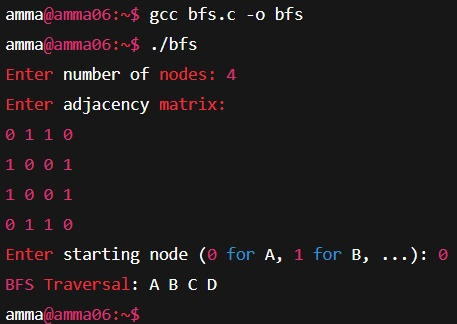 amma@amma06:~$ gcc bfs.c -o bfs
amma@amma06:~$ ./bfs
Enter number of nodes: 4
Enter adjacency matrix:
0 1 1 0
1 0 0 1
1 0 0 1
0 1 1 0
Enter starting node (0 for A, 1 for B, ...): 0
BFS Traversal: A B C D
amma@amma06:~$